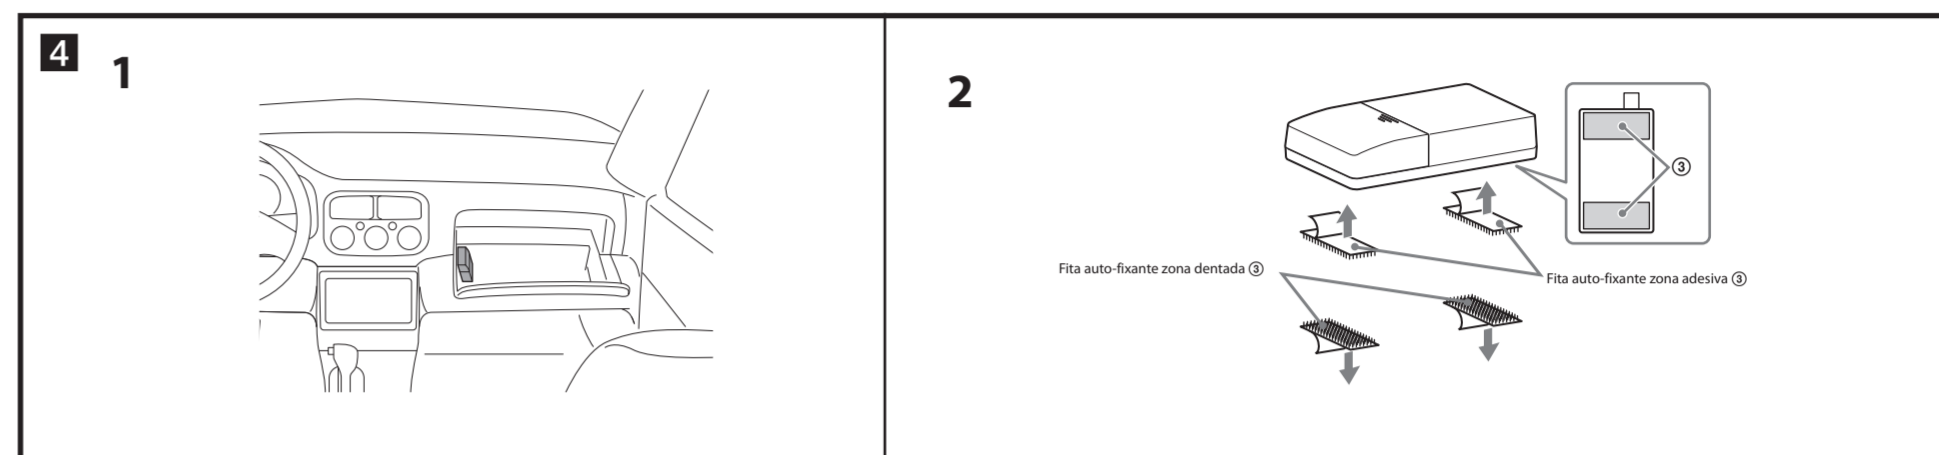 4
1
2
③
Fita auto-fixante zona dentada ③
Fita auto-fixante zona adesiva ③